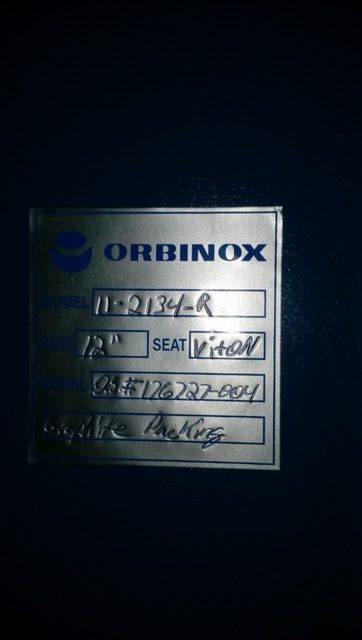 ORBINOX
MODEL 11-2134-R
SIZE 12" SEAT VitON
SERIAL OS#176727-004
Graphite Packing